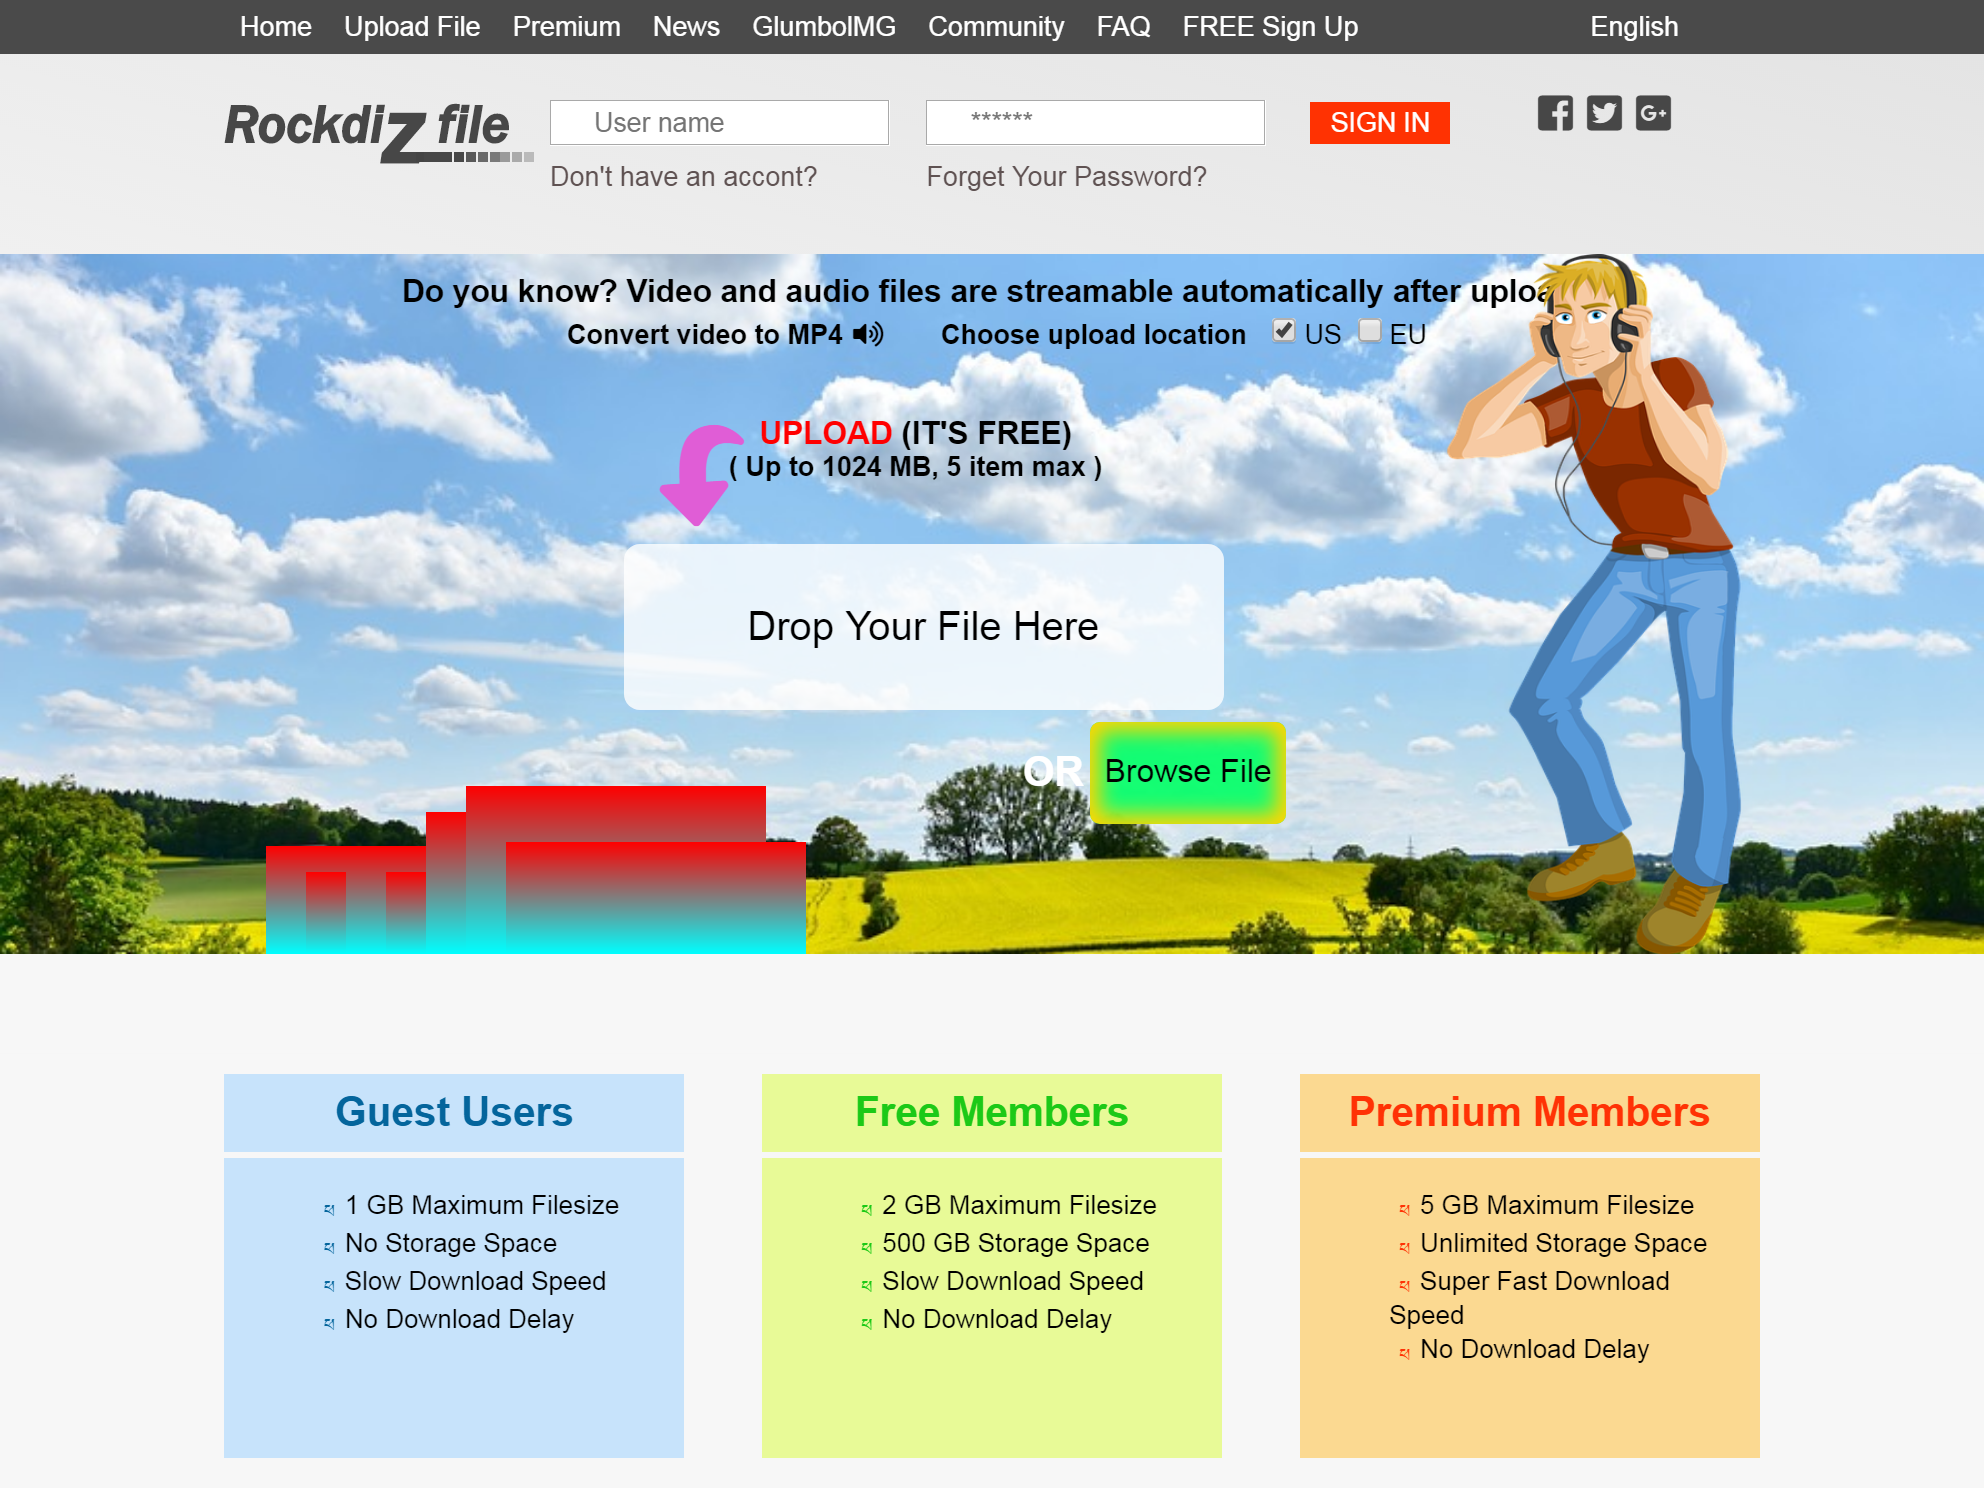 Home Upload File Premium News GlumbolMG Community FAQ FREE Sign Up English
Rockdiz file User name ****** SIGN IN
Don't have an accont? Forget Your Password?
Do you know? Video and audio files are streamable automatically after uploa
Convert video to MP4 Choose upload location US EU
UPLOAD (IT'S FREE)
( Up to 1024 MB, 5 item max )
Drop Your File Here
OR Browse File
Guest Users
1 GB Maximum Filesize
No Storage Space
Slow Download Speed
No Download Delay
Free Members
2 GB Maximum Filesize
500 GB Storage Space
Slow Download Speed
No Download Delay
Premium Members
5 GB Maximum Filesize
Unlimited Storage Space
Super Fast Download
Speed
No Download Delay